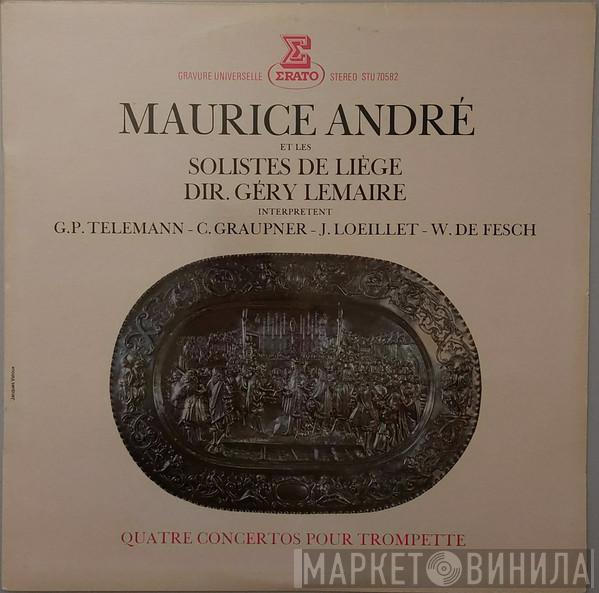 ERATO
GRAVURE UNIVERSELLE STEREO STU 70582
MAURICE ANDRÉ
ET LES
SOLISTES DE LIÈGE
DIR. GÉRY LEMAIRE
INTERPRETENT
G.P. TELEMANN - C. GRAUPNER - J. LOEILLET - W. DE FESCH
QUATRE CONCERTOS POUR TROMPETTE
МАРКЕТ ВИНИЛА